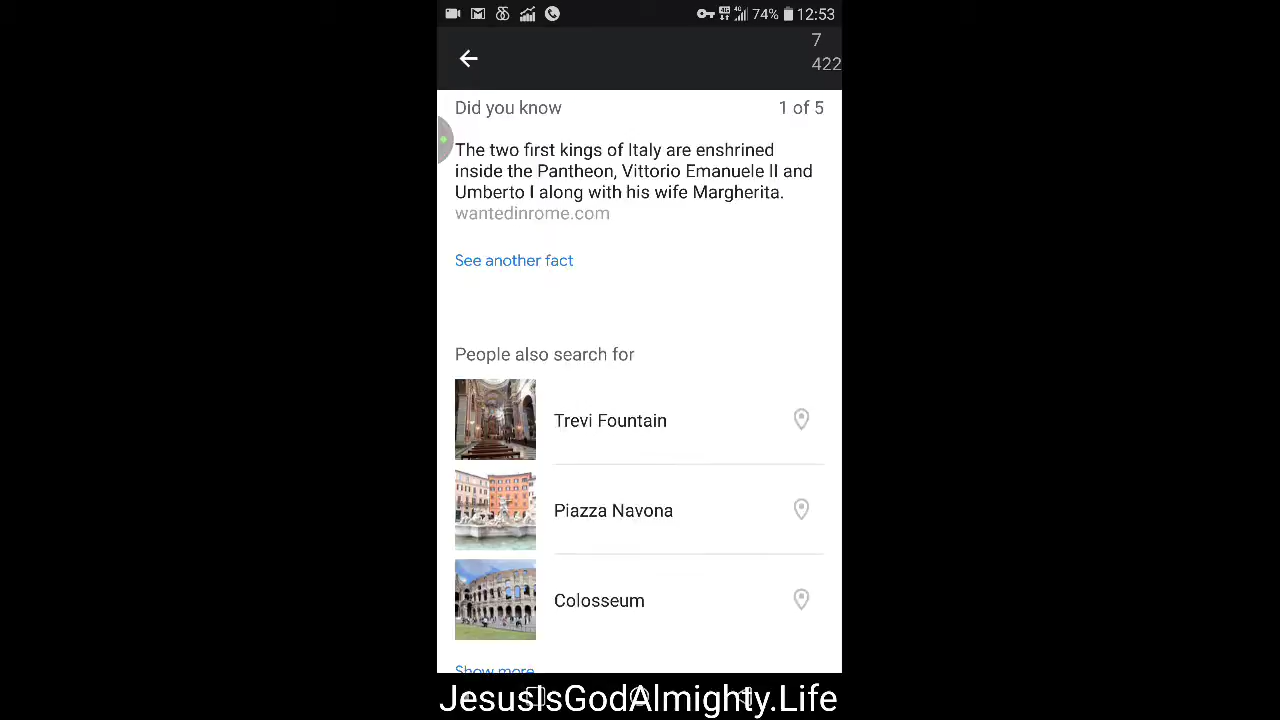 74% 12:53
7
422
Did you know 1 of 5
The two first kings of Italy are enshrined
inside the Pantheon, Vittorio Emanuele II and
Umberto I along with his wife Margherita.
wantedinrome.com
See another fact
People also search for
Trevi Fountain
Piazza Navona
Colosseum
Show more
JesusIsGodAlmighty.Life